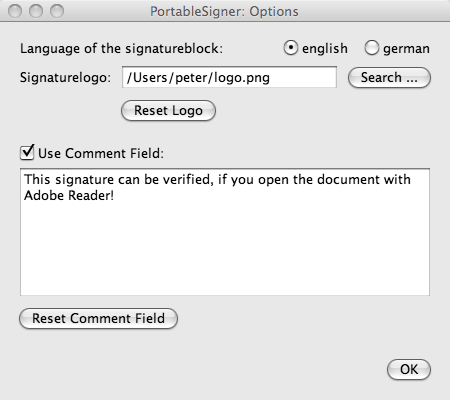 PortableSigner: Options
Language of the signatureblock: english german
Signaturelogo: /Users/peter/logo.png Search ...
Reset Logo
Use Comment Field:
This signature can be verified, if you open the document with
Adobe Reader!
Reset Comment Field
OK